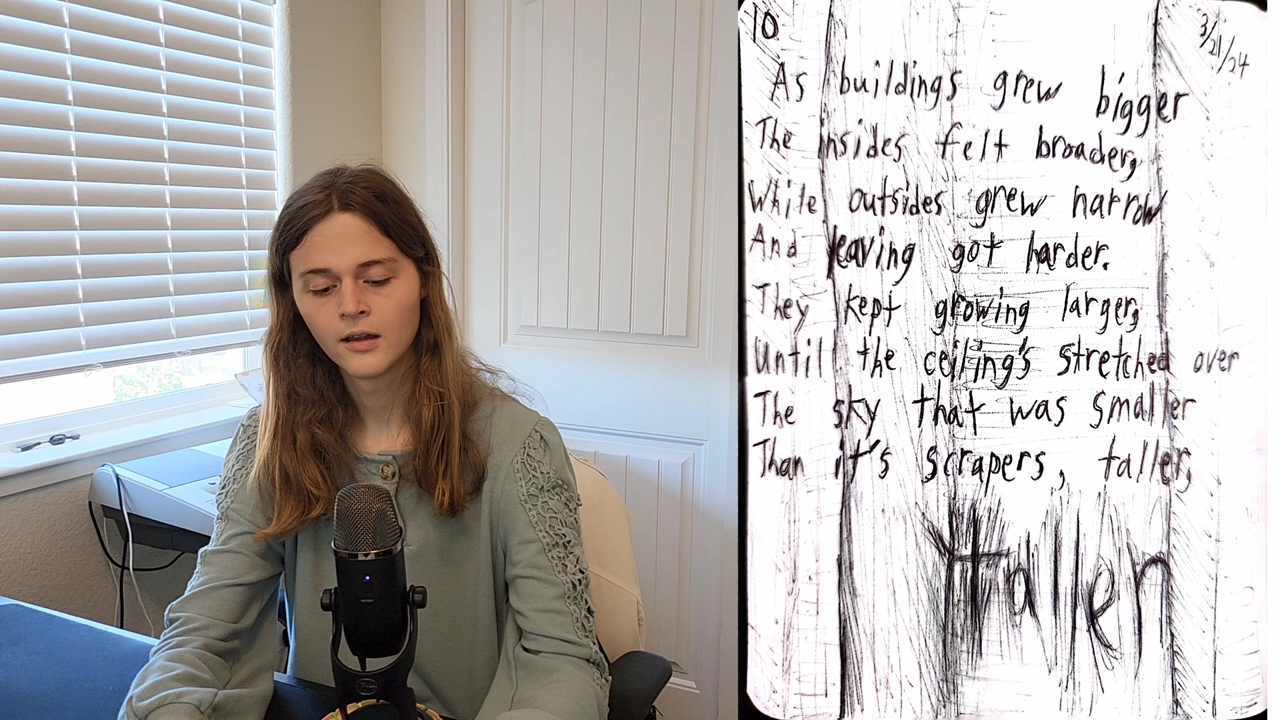 10
3/21/24
As buildings grew bigger
The insides felt broader,
While outsides grew narrow
And leaving got harder.
They kept growing larger,
Until the ceiling's stretched over
The sky that was smaller
Than it's scrapers, taller,
taller